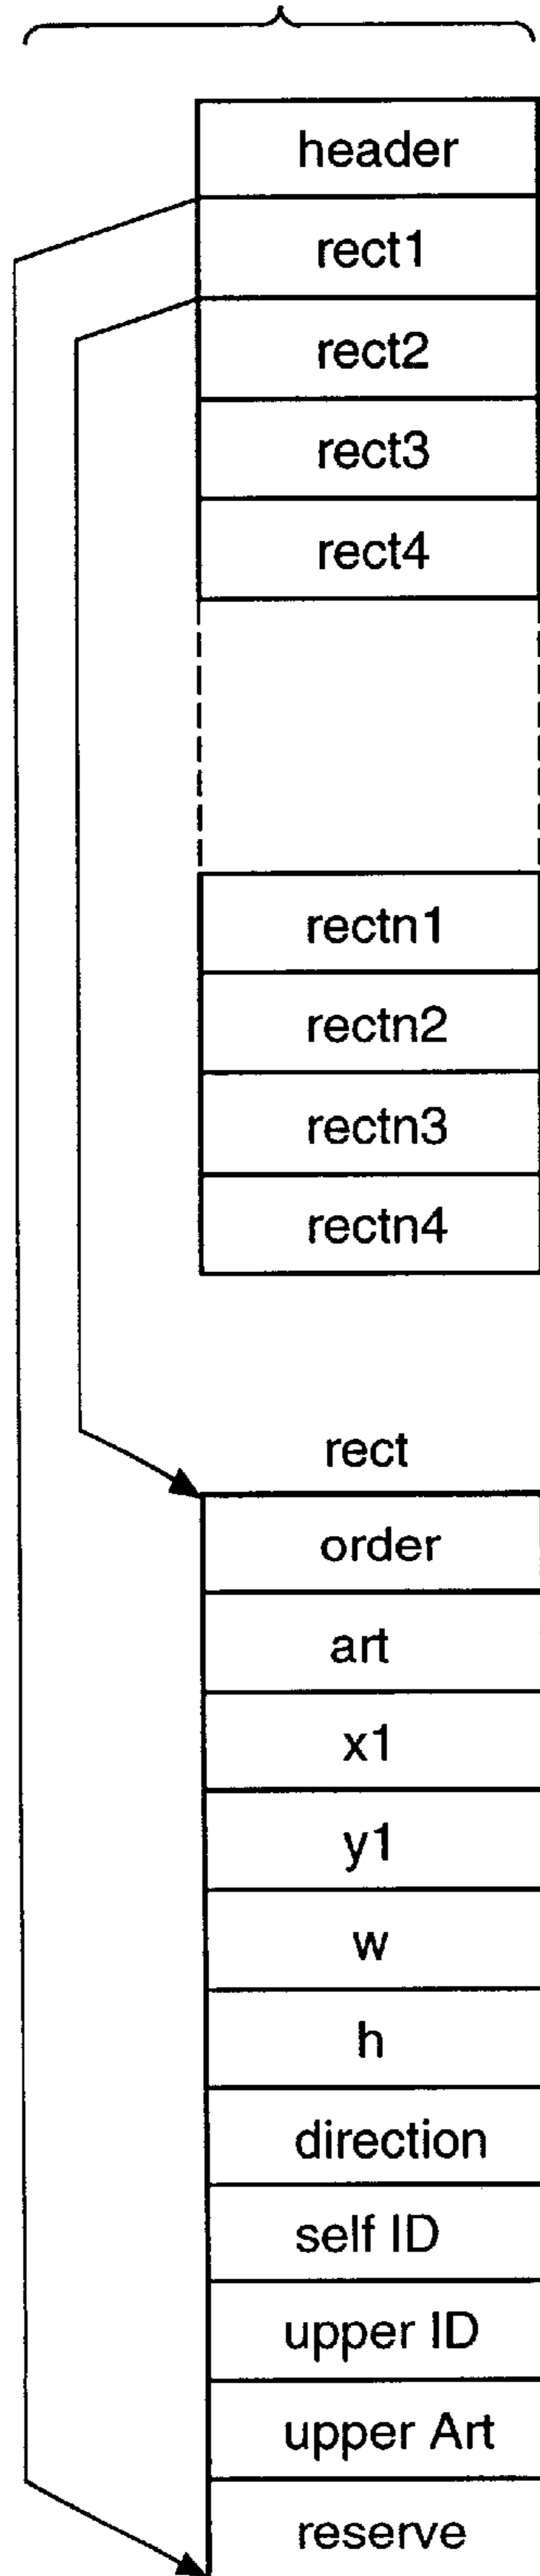 header
rect1
rect2
rect3
rect4
rectn1
rectn2
rectn3
rectn4
rect
order
art
x1
y1
w
h
direction
self ID
upper ID
upper Art
reserve